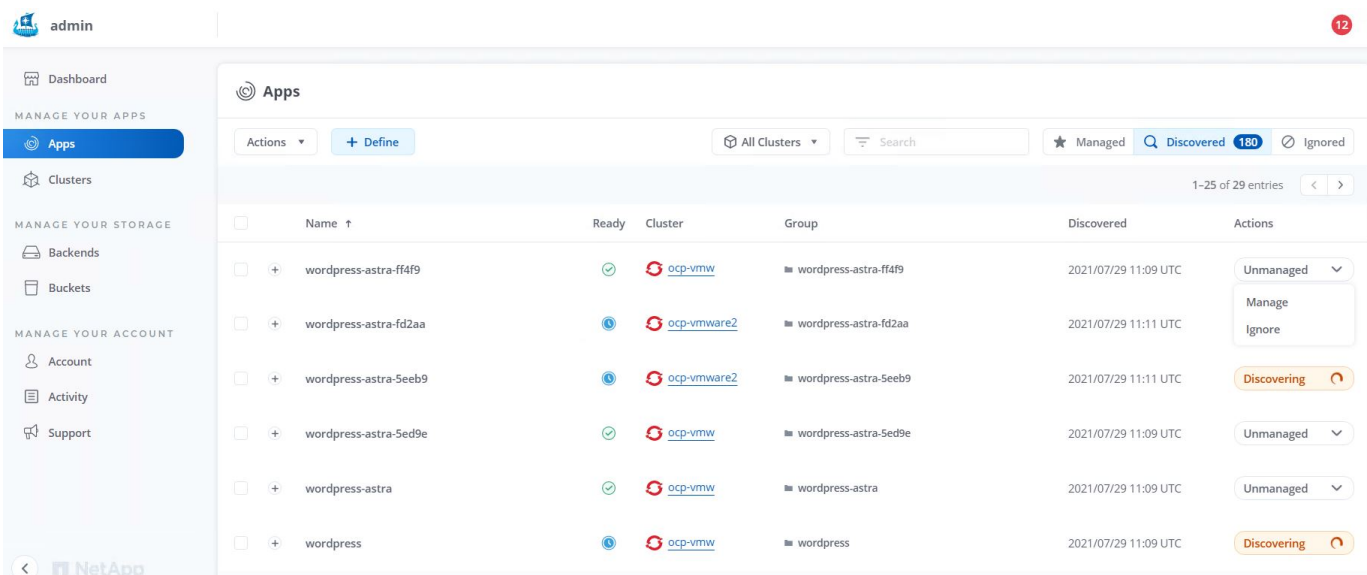 admin
12
Dashboard
MANAGE YOUR APPS
Apps
Clusters
MANAGE YOUR STORAGE
Backends
Buckets
MANAGE YOUR ACCOUNT
Account
Activity
Support
NetApp
Apps
Actions + Define All Clusters Search Managed Discovered 180 Ignored
1–25 of 29 entries < >
Name ↑ Ready Cluster Group Discovered Actions
+ wordpress-astra-ff4f9 ocp-vmw wordpress-astra-ff4f9 2021/07/29 11:09 UTC Unmanaged
Manage
Ignore
+ wordpress-astra-fd2aa ocp-vmware2 wordpress-astra-fd2aa 2021/07/29 11:11 UTC
+ wordpress-astra-5eeb9 ocp-vmware2 wordpress-astra-5eeb9 2021/07/29 11:11 UTC Discovering
+ wordpress-astra-5ed9e ocp-vmw wordpress-astra-5ed9e 2021/07/29 11:09 UTC Unmanaged
+ wordpress-astra ocp-vmw wordpress-astra 2021/07/29 11:09 UTC Unmanaged
+ wordpress ocp-vmw wordpress 2021/07/29 11:09 UTC Discovering